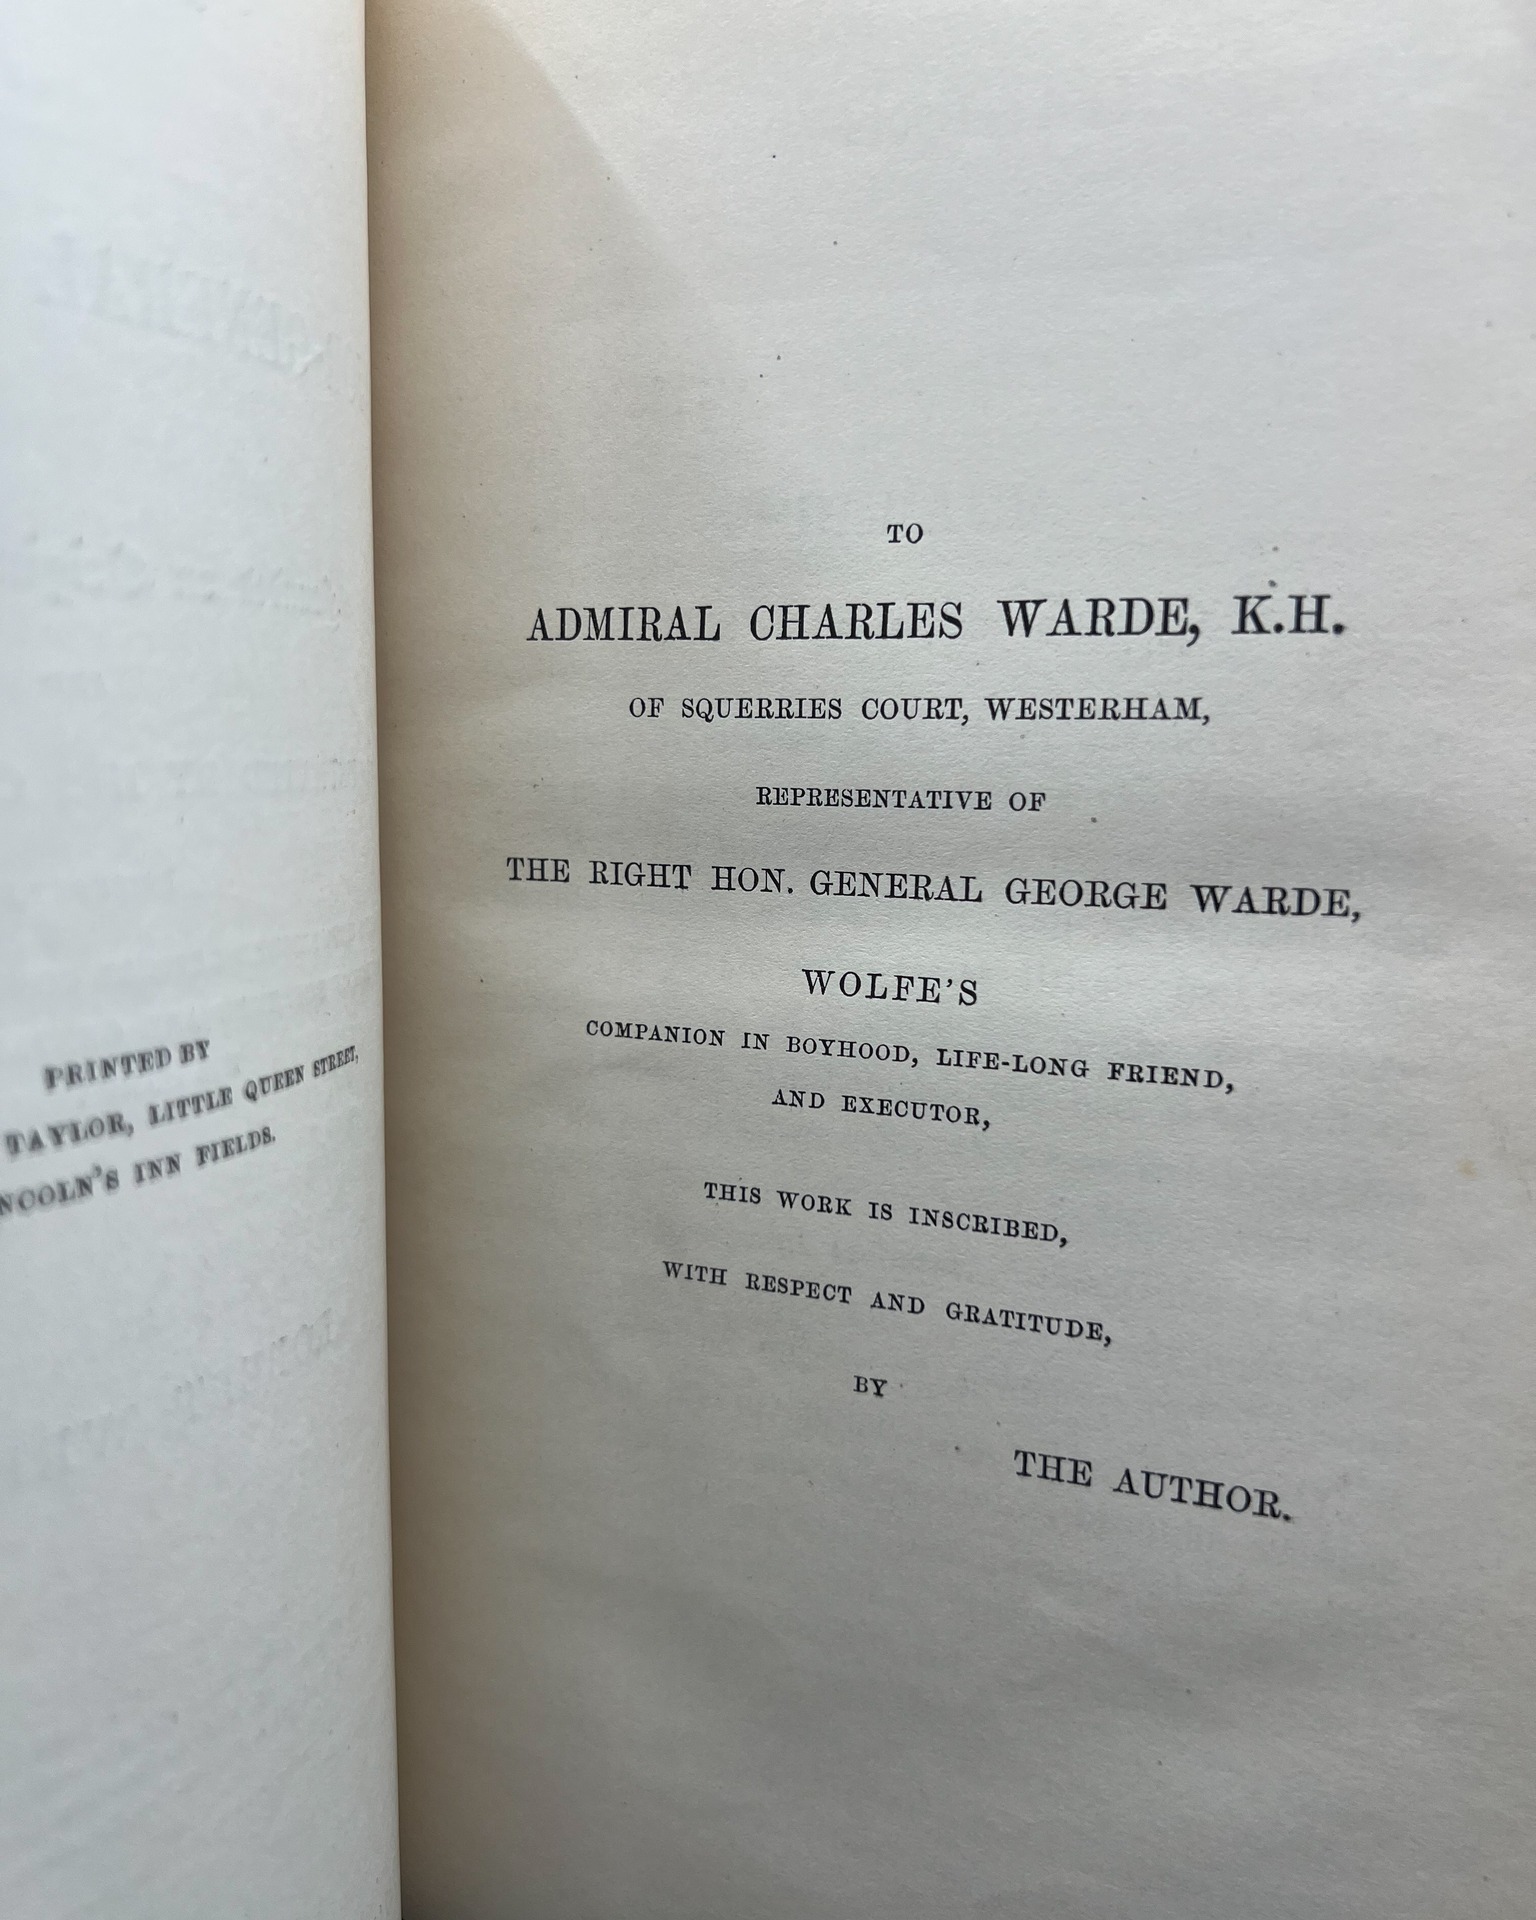 PRINTED BY
TAYLOR, LITTLE QUEEN STREET,
NCOLN'S INN FIELDS.
TO
ADMIRAL CHARLES WARDE, K.H.
OF SQUERRIES COURT, WESTERHAM,
REPRESENTATIVE OF
THE RIGHT HON. GENERAL GEORGE WARDE,
WOLFE'S
COMPANION IN BOYHOOD, LIFE-LONG FRIEND,
AND EXECUTOR,
THIS WORK IS INSCRIBED,
WITH RESPECT AND GRATITUDE,
BY
THE AUTHOR.